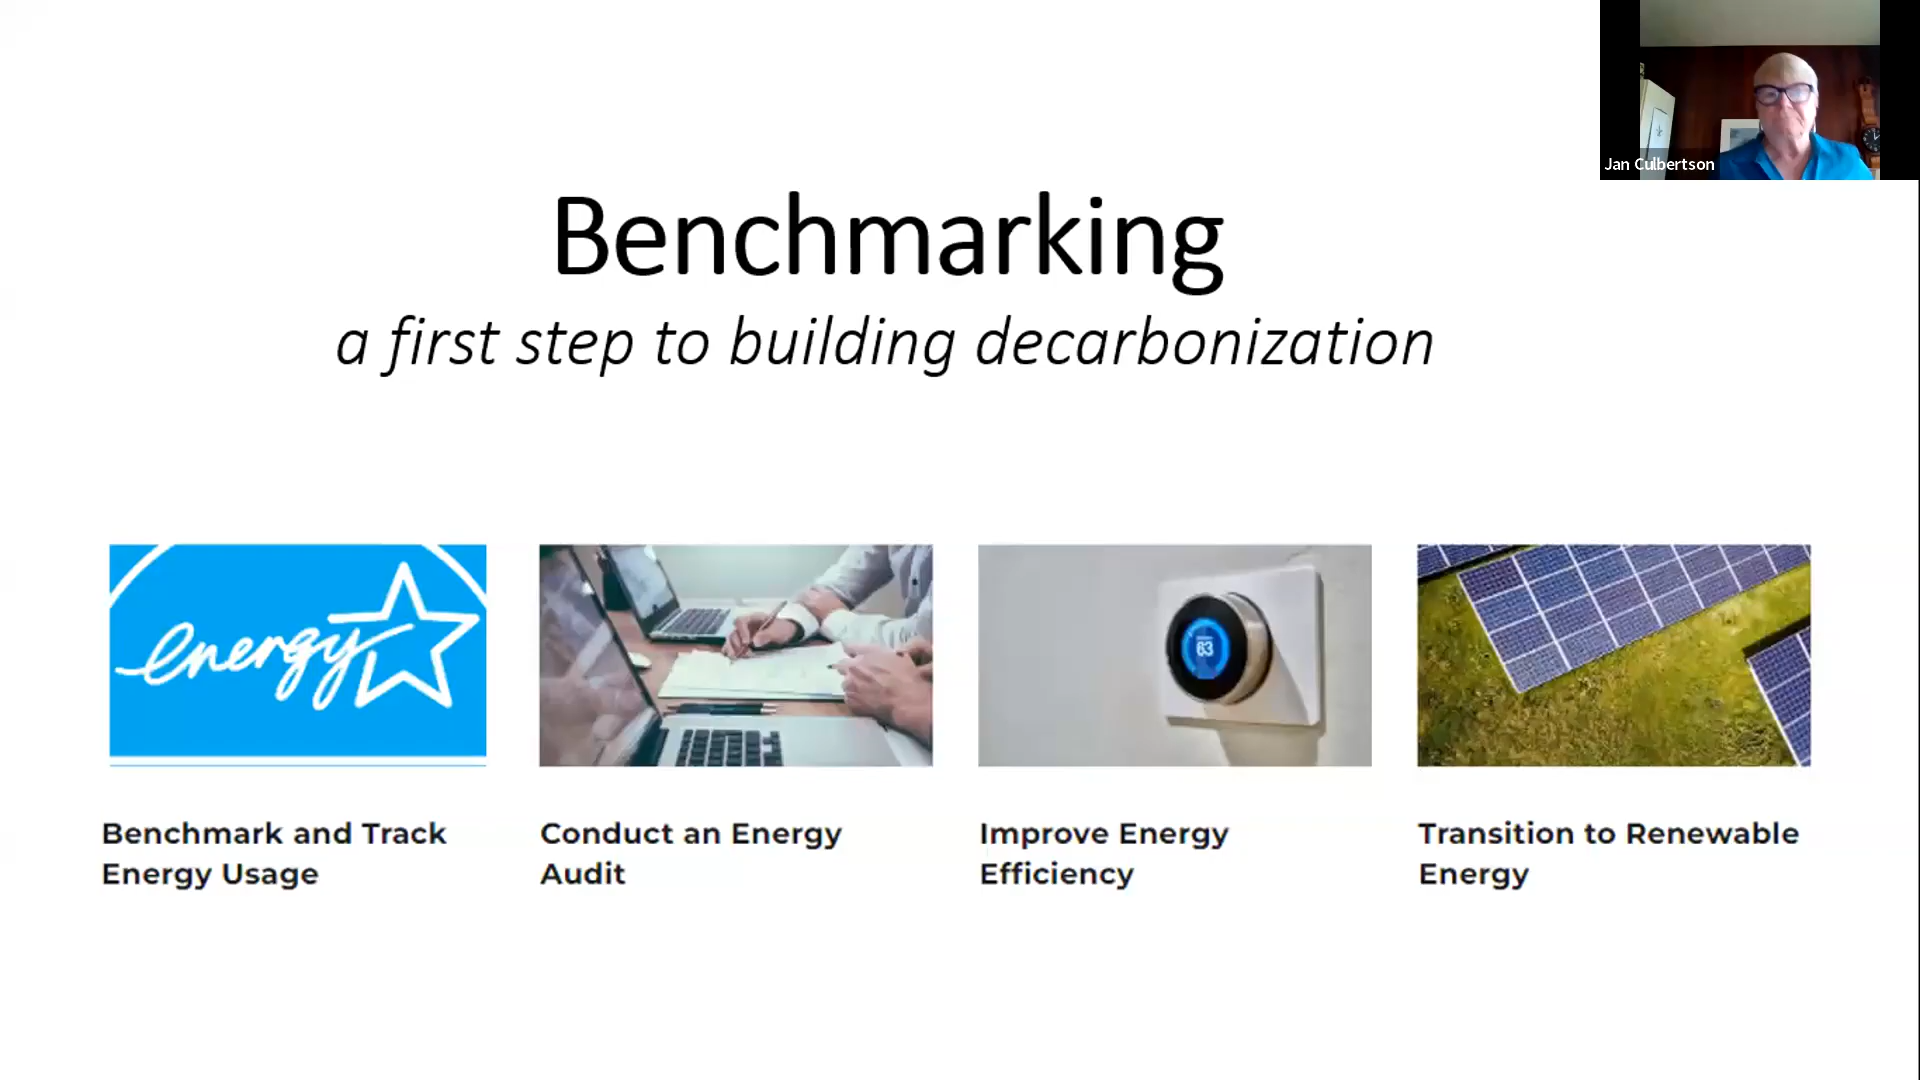 Jan Culbertson
Benchmarking
a first step to building decarbonization
energy
63
Benchmark and Track
Energy Usage
Conduct an Energy
Audit
Improve Energy
Efficiency
Transition to Renewable
Energy